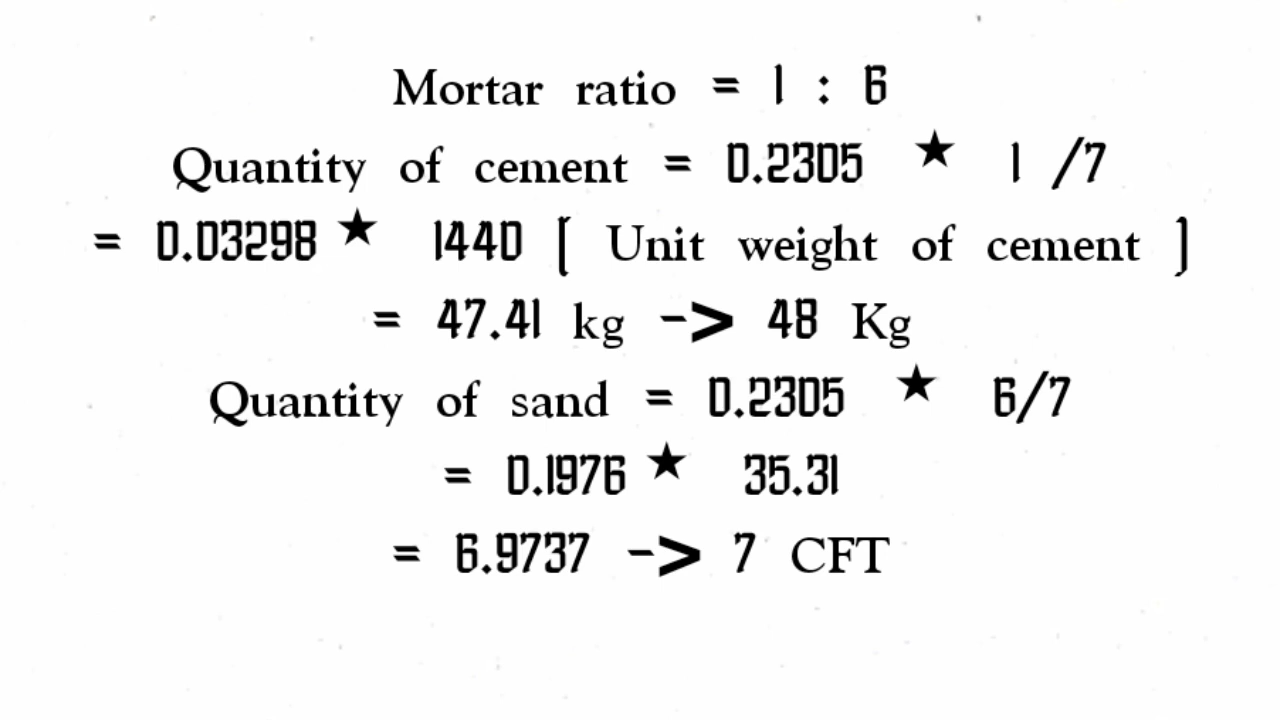 Mortar ratio = 1 : 6
Quantity of cement = 0.2305 ★ 1 /7
= 0.03298 ★ 1440 [ Unit weight of cement ]
= 47.41 kg -> 48 Kg
Quantity of sand = 0.2305 ★ 6/7
= 0.1976 ★ 35.31
= 6.9737 -> 7 CFT